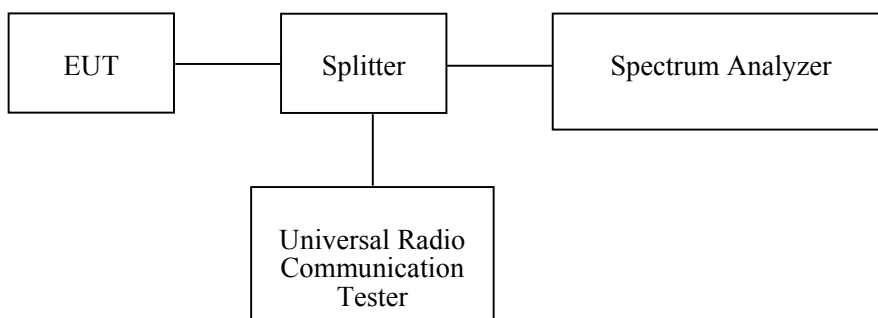 EUT
Splitter
Spectrum Analyzer
Universal Radio
Communication
Tester